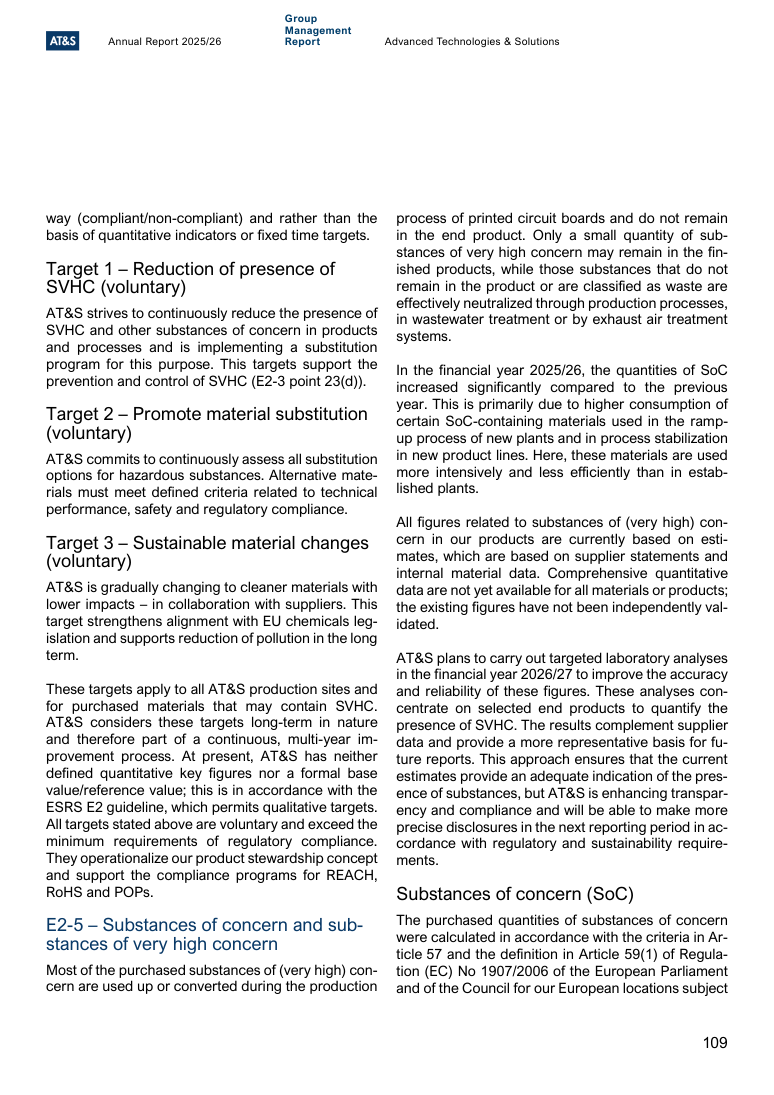 Group
Management
Report
AT&S
Annual Report 2025/26
Advanced Technologies & Solutions
way (compliant/non-compliant) and rather than the
basis of quantitative indicators or fixed time targets.
Target 1 – Reduction of presence of
SVHC (voluntary)
AT&S strives to continuously reduce the presence of
SVHC and other substances of concern in products
and processes and is implementing a substitution
program for this purpose. This targets support the
prevention and control of SVHC (E2-3 point 23(d)).
Target 2 – Promote material substitution
(voluntary)
AT&S commits to continuously assess all substitution
options for hazardous substances. Alternative mate-
rials must meet defined criteria related to technical
performance, safety and regulatory compliance.
Target 3 – Sustainable material changes
(voluntary)
AT&S is gradually changing to cleaner materials with
lower impacts – in collaboration with suppliers. This
target strengthens alignment with EU chemicals leg-
islation and supports reduction of pollution in the long
term.
These targets apply to all AT&S production sites and
for purchased materials that may contain SVHC.
AT&S considers these targets long-term in nature
and therefore part of a continuous, multi-year im-
provement process. At present, AT&S has neither
defined quantitative key figures nor a formal base
value/reference value; this is in accordance with the
ESRS E2 guideline, which permits qualitative targets.
All targets stated above are voluntary and exceed the
minimum requirements of regulatory compliance.
They operationalize our product stewardship concept
and support the compliance programs for REACH,
RoHS and POPs.
E2-5 – Substances of concern and sub-
stances of very high concern
Most of the purchased substances of (very high) con-
cern are used up or converted during the production
process of printed circuit boards and do not remain
in the end product. Only a small quantity of sub-
stances of very high concern may remain in the fin-
ished products, while those substances that do not
remain in the product or are classified as waste are
effectively neutralized through production processes,
in wastewater treatment or by exhaust air treatment
systems.
In the financial year 2025/26, the quantities of SoC
increased significantly compared to the previous
year. This is primarily due to higher consumption of
certain SoC-containing materials used in the ramp-
up process of new plants and in process stabilization
in new product lines. Here, these materials are used
more intensively and less efficiently than in estab-
lished plants.
All figures related to substances of (very high) con-
cern in our products are currently based on esti-
mates, which are based on supplier statements and
internal material data. Comprehensive quantitative
data are not yet available for all materials or products;
the existing figures have not been independently val-
idated.
AT&S plans to carry out targeted laboratory analyses
in the financial year 2026/27 to improve the accuracy
and reliability of these figures. These analyses con-
centrate on selected end products to quantify the
presence of SVHC. The results complement supplier
data and provide a more representative basis for fu-
ture reports. This approach ensures that the current
estimates provide an adequate indication of the pres-
ence of substances, but AT&S is enhancing transpar-
ency and compliance and will be able to make more
precise disclosures in the next reporting period in ac-
cordance with regulatory and sustainability require-
ments.
Substances of concern (SoC)
The purchased quantities of substances of concern
were calculated in accordance with the criteria in Ar-
ticle 57 and the definition in Article 59(1) of Regula-
tion (EC) No 1907/2006 of the European Parliament
and of the Council for our European locations subject
109